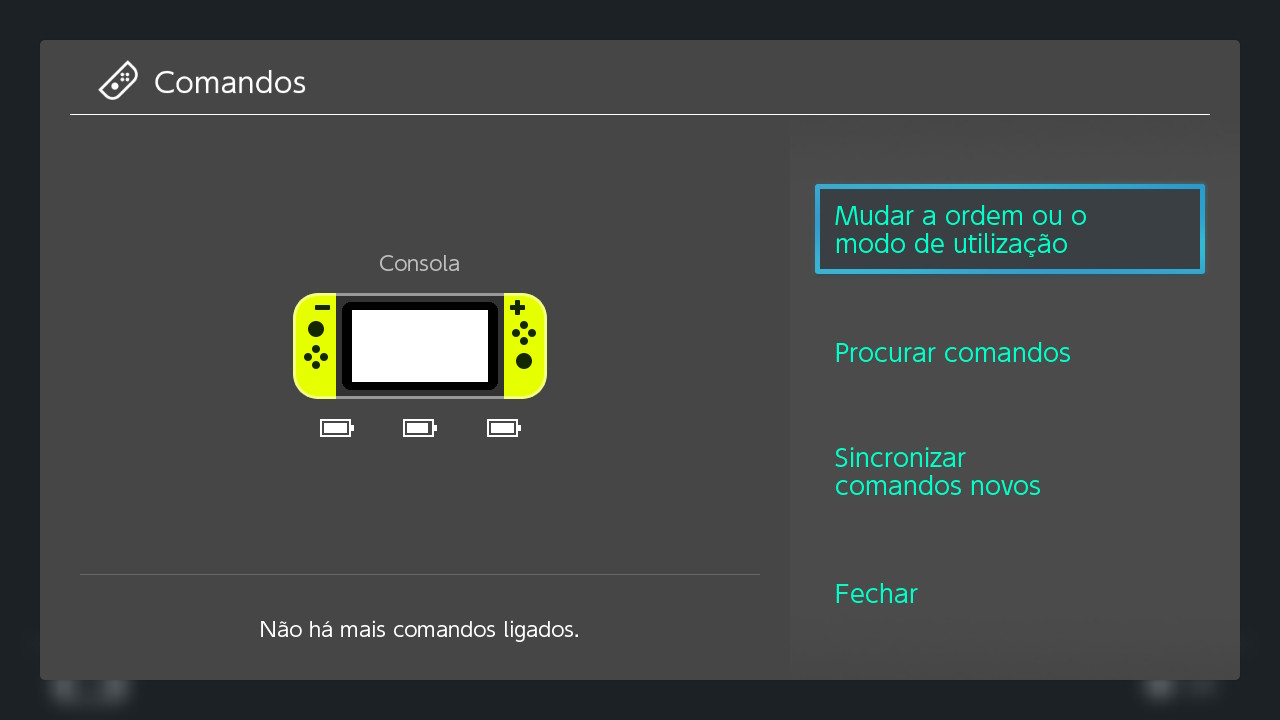 Comandos
Consola
Não há mais comandos ligados.
Mudar a ordem ou o
modo de utilização
Procurar comandos
Sincronizar
comandos novos
Fechar